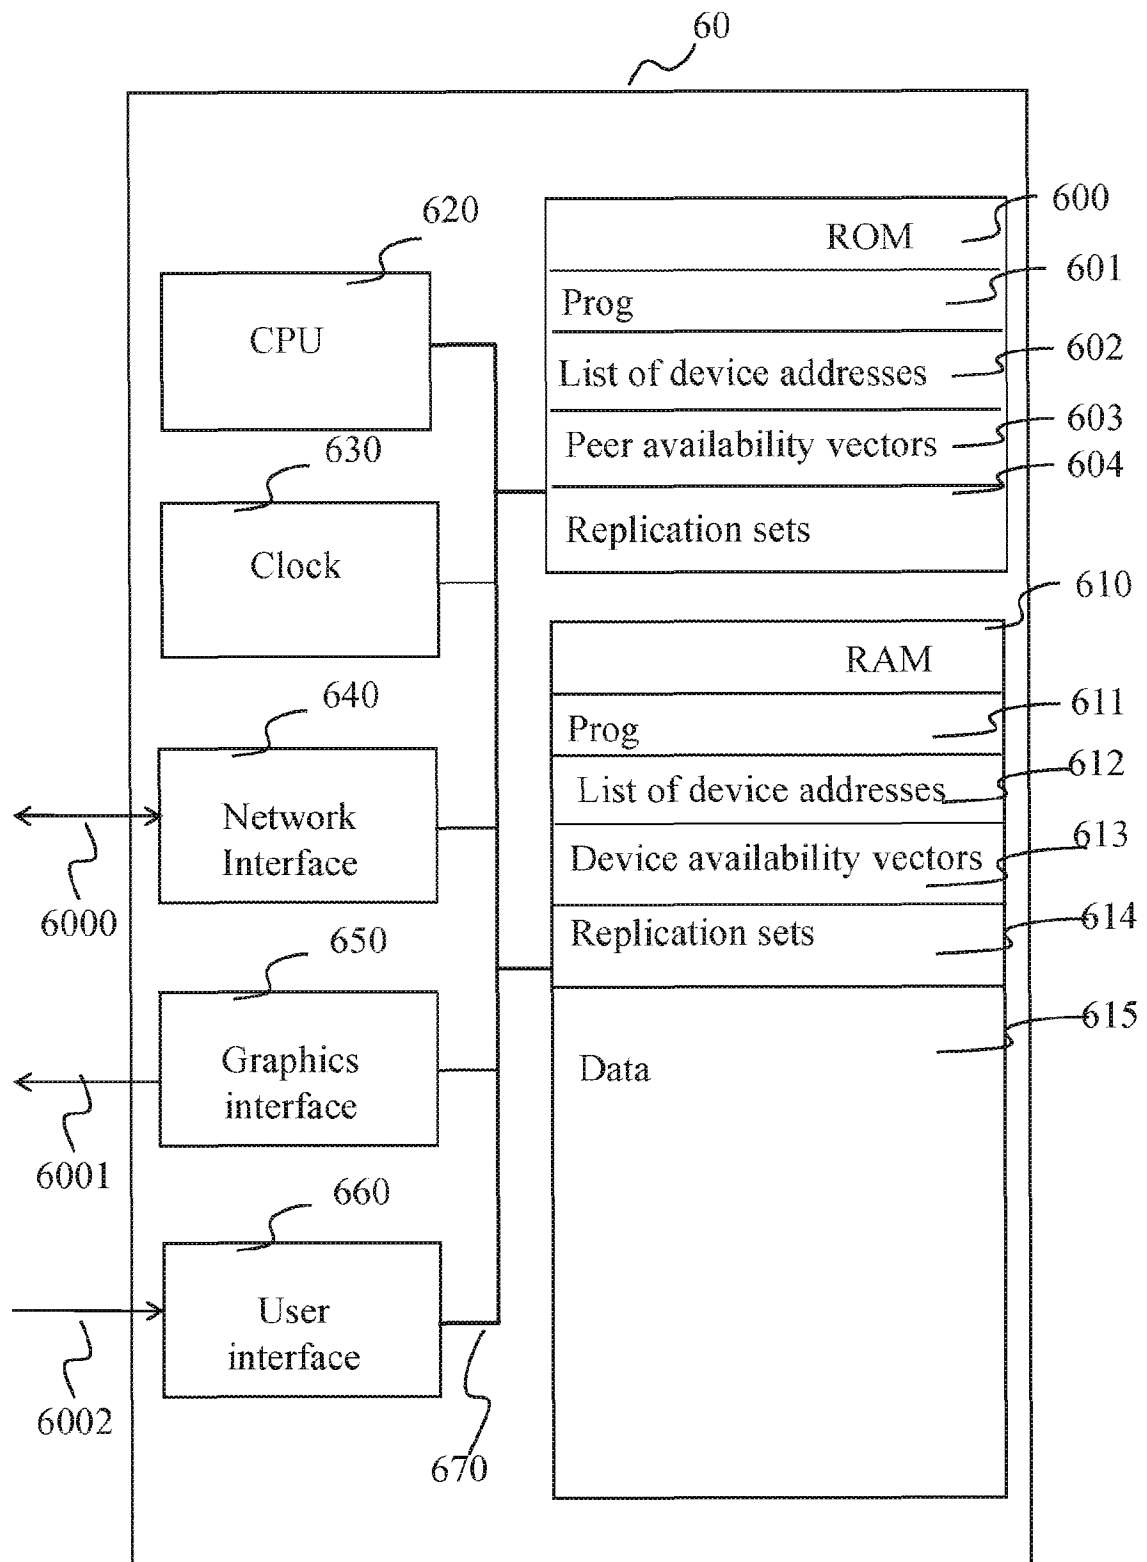 60
620
600
ROM
CPU
601
Prog
602
List of device addresses
603
Peer availability vectors
630
604
Clock
Replication sets
610
RAM
640
611
Prog
612
List of device addresses
Network
Interface
613
Device availability vectors
6000
614
Replication sets
650
615
Graphics
interface
Data
6001
660
User
interface
6002
670